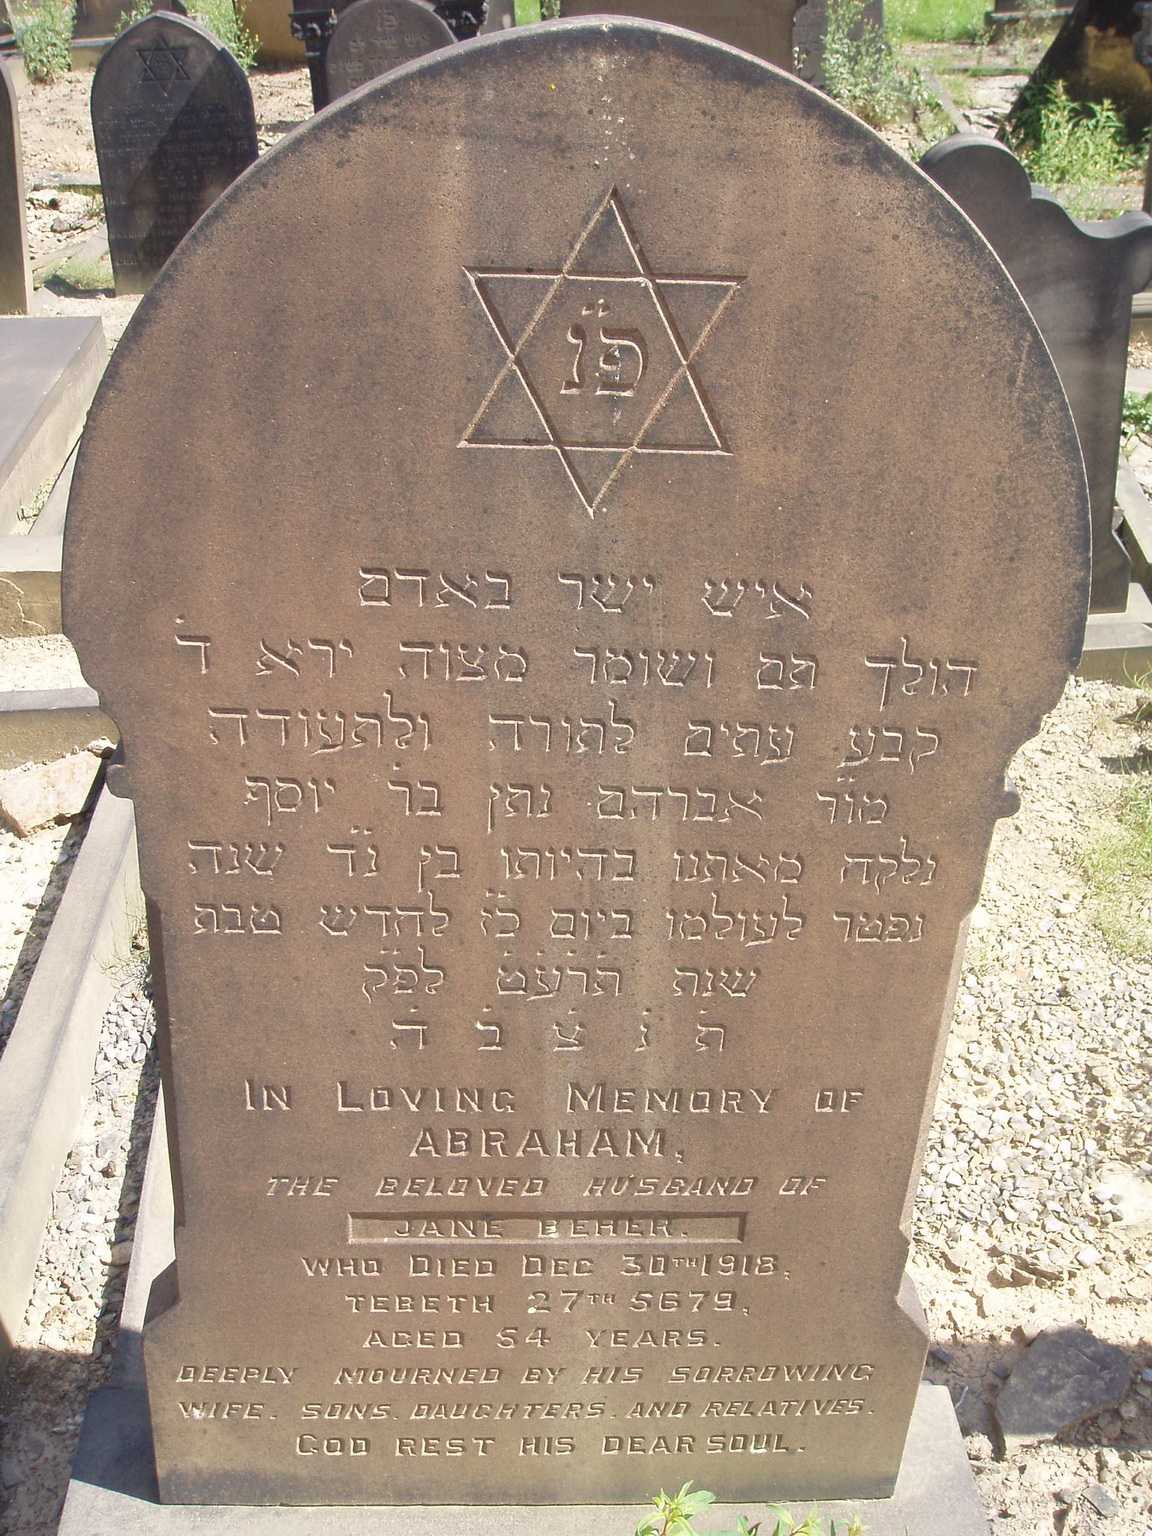 פ״נ
איש ישר באדם
הולך תם ושומר מצוה ירא ד׳
קבע עתים לתורה ולתעודה
מו״ר אברהם נתן בר יוסף
נלקח מאתנו בהיותו בן נ״ד שנה
נפטר לעולמו ביום כ״ז לחדש טבת
שנת תרעט לפ״ק
ת נ צ ב ה
IN LOVING MEMORY OF
ABRAHAM,
THE BELOVED HUSBAND OF
JANE BEHER.
WHO DIED DEC 30TH 1918,
TEBETH 27TH 5679,
AGED 54 YEARS.
DEEPLY MOURNED BY HIS SORROWING
WIFE. SONS. DAUGHTERS. AND RELATIVES.
GOD REST HIS DEAR SOUL.